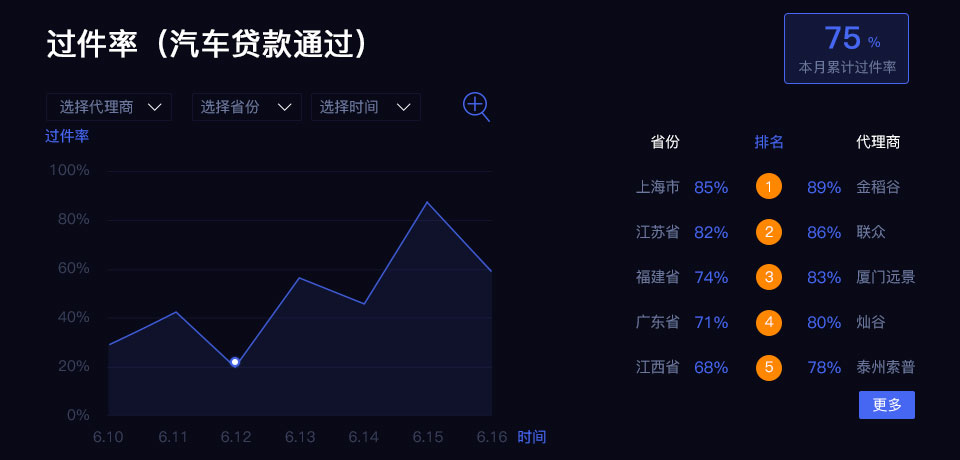 过件率（汽车贷款通过）
75 %
本月累计过件率
选择代理商 选择省份 选择时间
过件率
100%
80%
60%
40%
20%
0%
6.10 6.11 6.12 6.13 6.14 6.15 6.16 时间
省份 排名 代理商
上海市 85% 1 89% 金稻谷
江苏省 82% 2 86% 联众
福建省 74% 3 83% 厦门远景
广东省 71% 4 80% 灿谷
江西省 68% 5 78% 泰州索普
更多